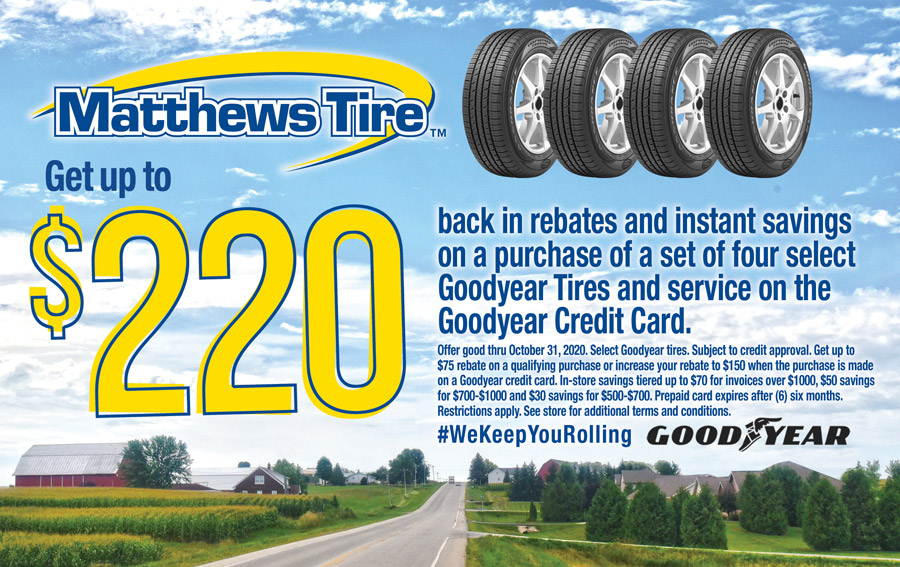 Matthews Tire™
Get up to
$220
back in rebates and instant savings
on a purchase of a set of four select
Goodyear Tires and service on the
Goodyear Credit Card.
Offer good thru October 31, 2020. Select Goodyear tires. Subject to credit approval. Get up to
$75 rebate on a qualifying purchase or increase your rebate to $150 when the purchase is made
on a Goodyear credit card. In-store savings tiered up to $70 for invoices over $1000, $50 savings
for $700-$1000 and $30 savings for $500-$700. Prepaid card expires after (6) six months.
Restrictions apply. See store for additional terms and conditions.
#WeKeepYouRolling GOODYEAR